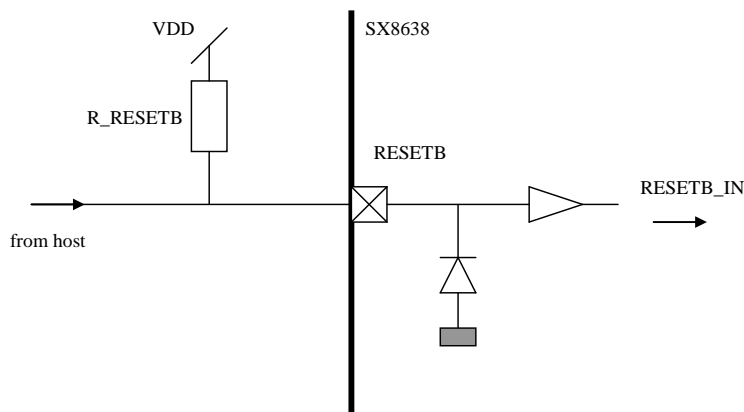 VDD
SX8638
R_RESETB
RESETB
RESETB_IN
from host